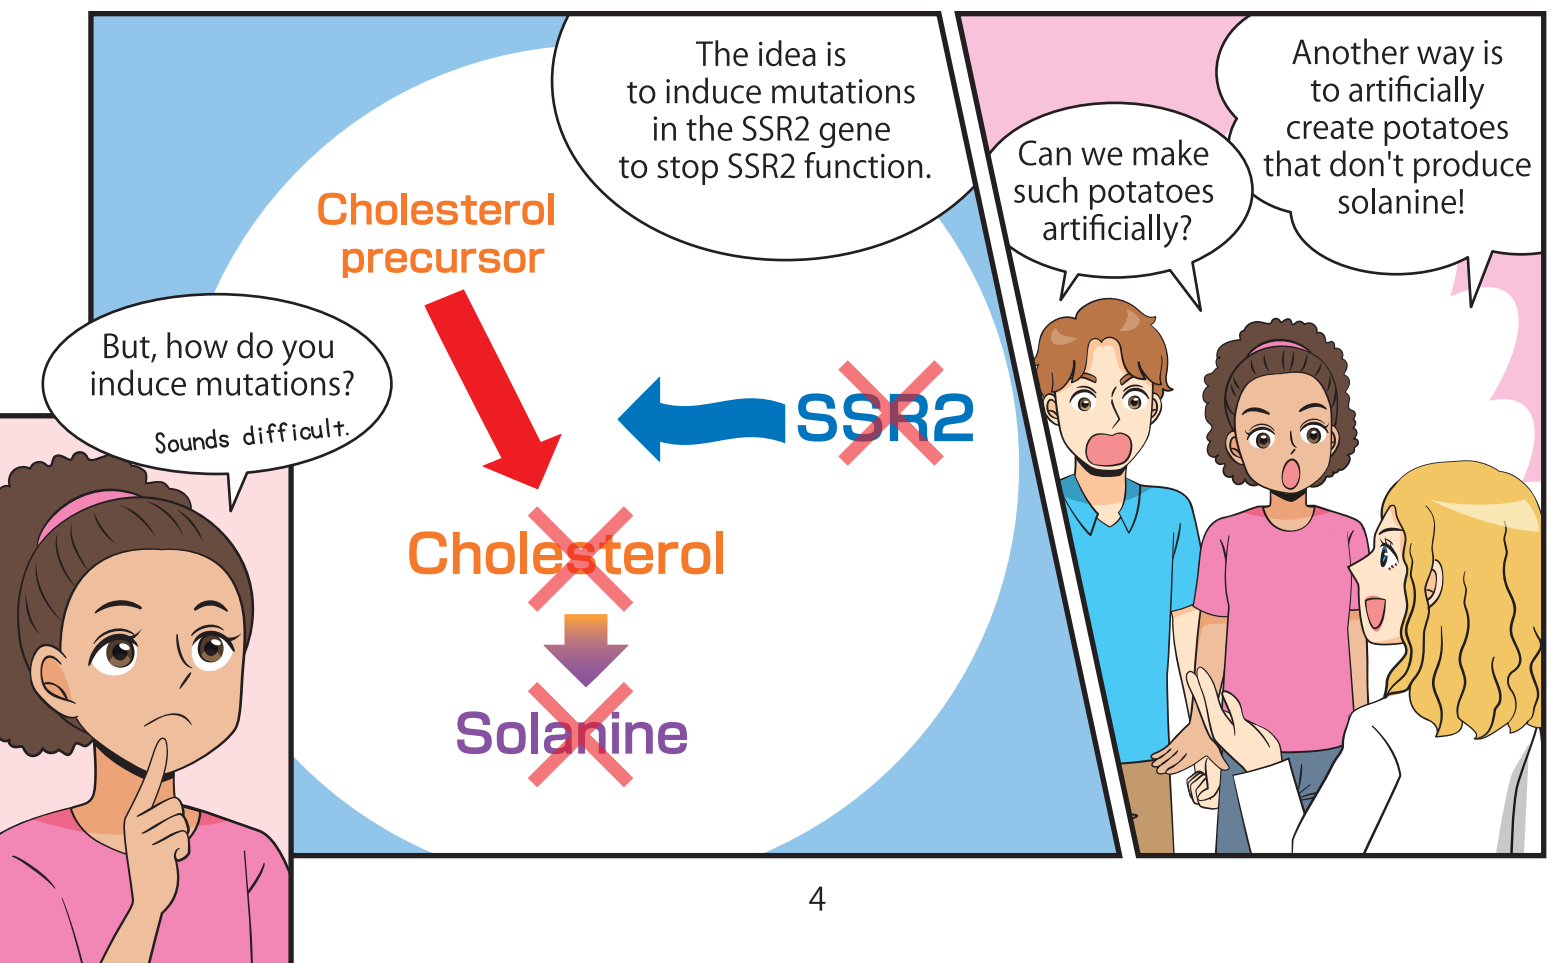 Another way is
to artificially
create potatoes
that don't produce
solanine!
Can we make
such potatoes
artificially?
The idea is
to induce mutations
in the SSR2 gene
to stop SSR2 function.
Cholesterol
precursor
SSR2
Cholesterol
Solanine
But, how do you
induce mutations?
Sounds difficult.
4